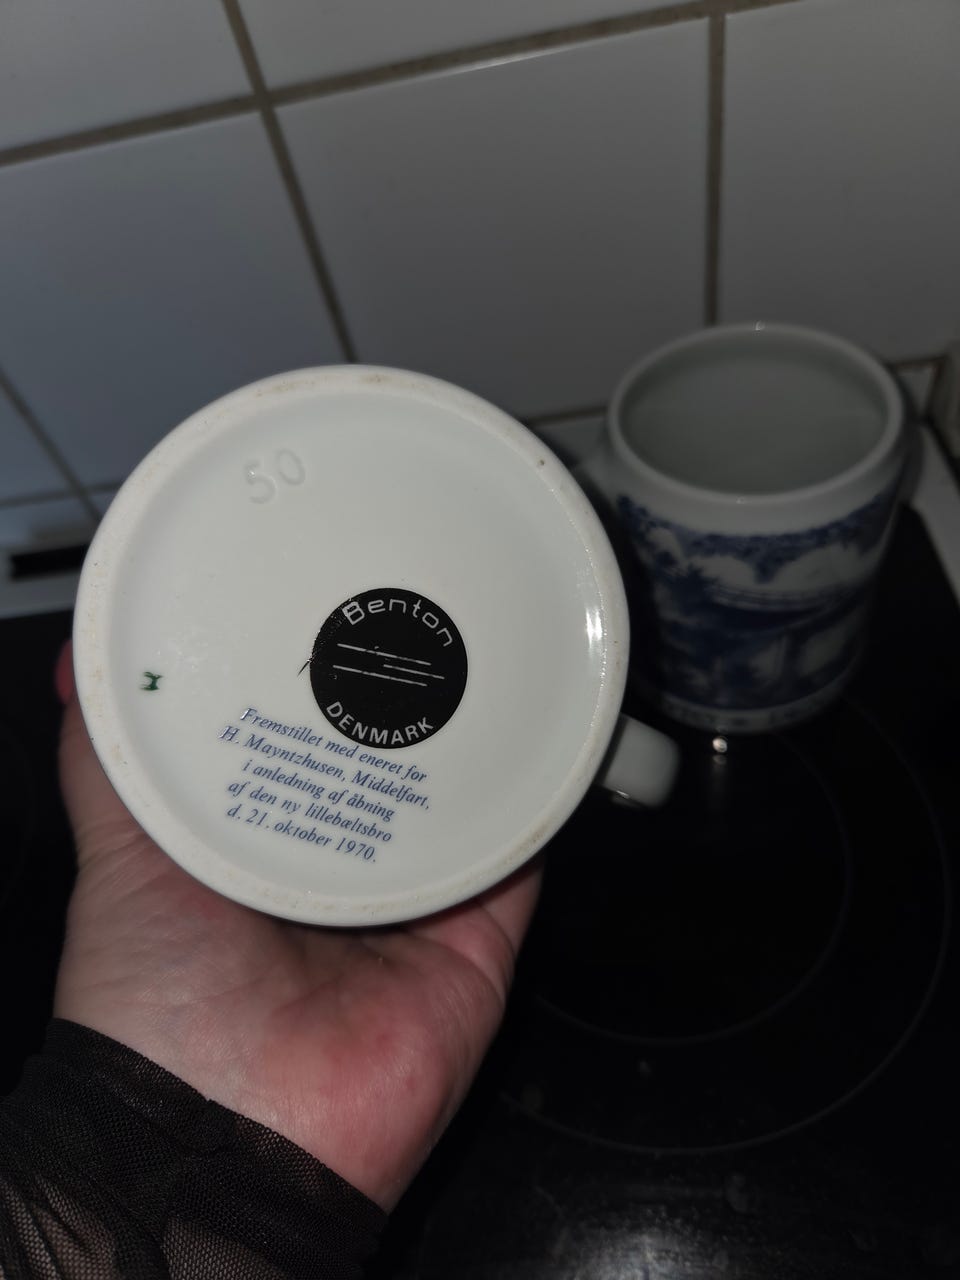 50
Benton
DENMARK
Fremstillet med eneret for
H. Mayntzhusen, Middelfart,
i anledning af åbning
af den ny lillebæltsbro
d. 21. oktober 1970.